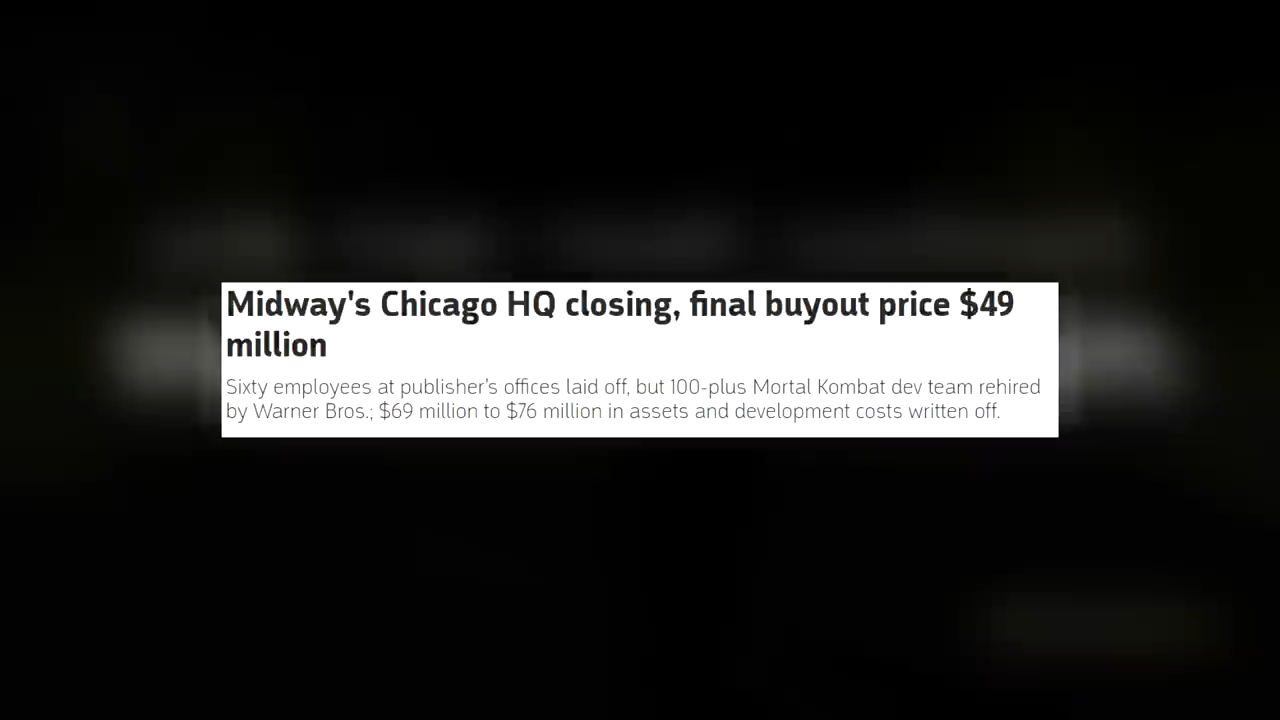 Midway's Chicago HQ closing, final buyout price $49
million
Sixty employees at publisher's offices laid off, but 100-plus Mortal Kombat dev team rehired
by Warner Bros.; $69 million to $76 million in assets and development costs written off.